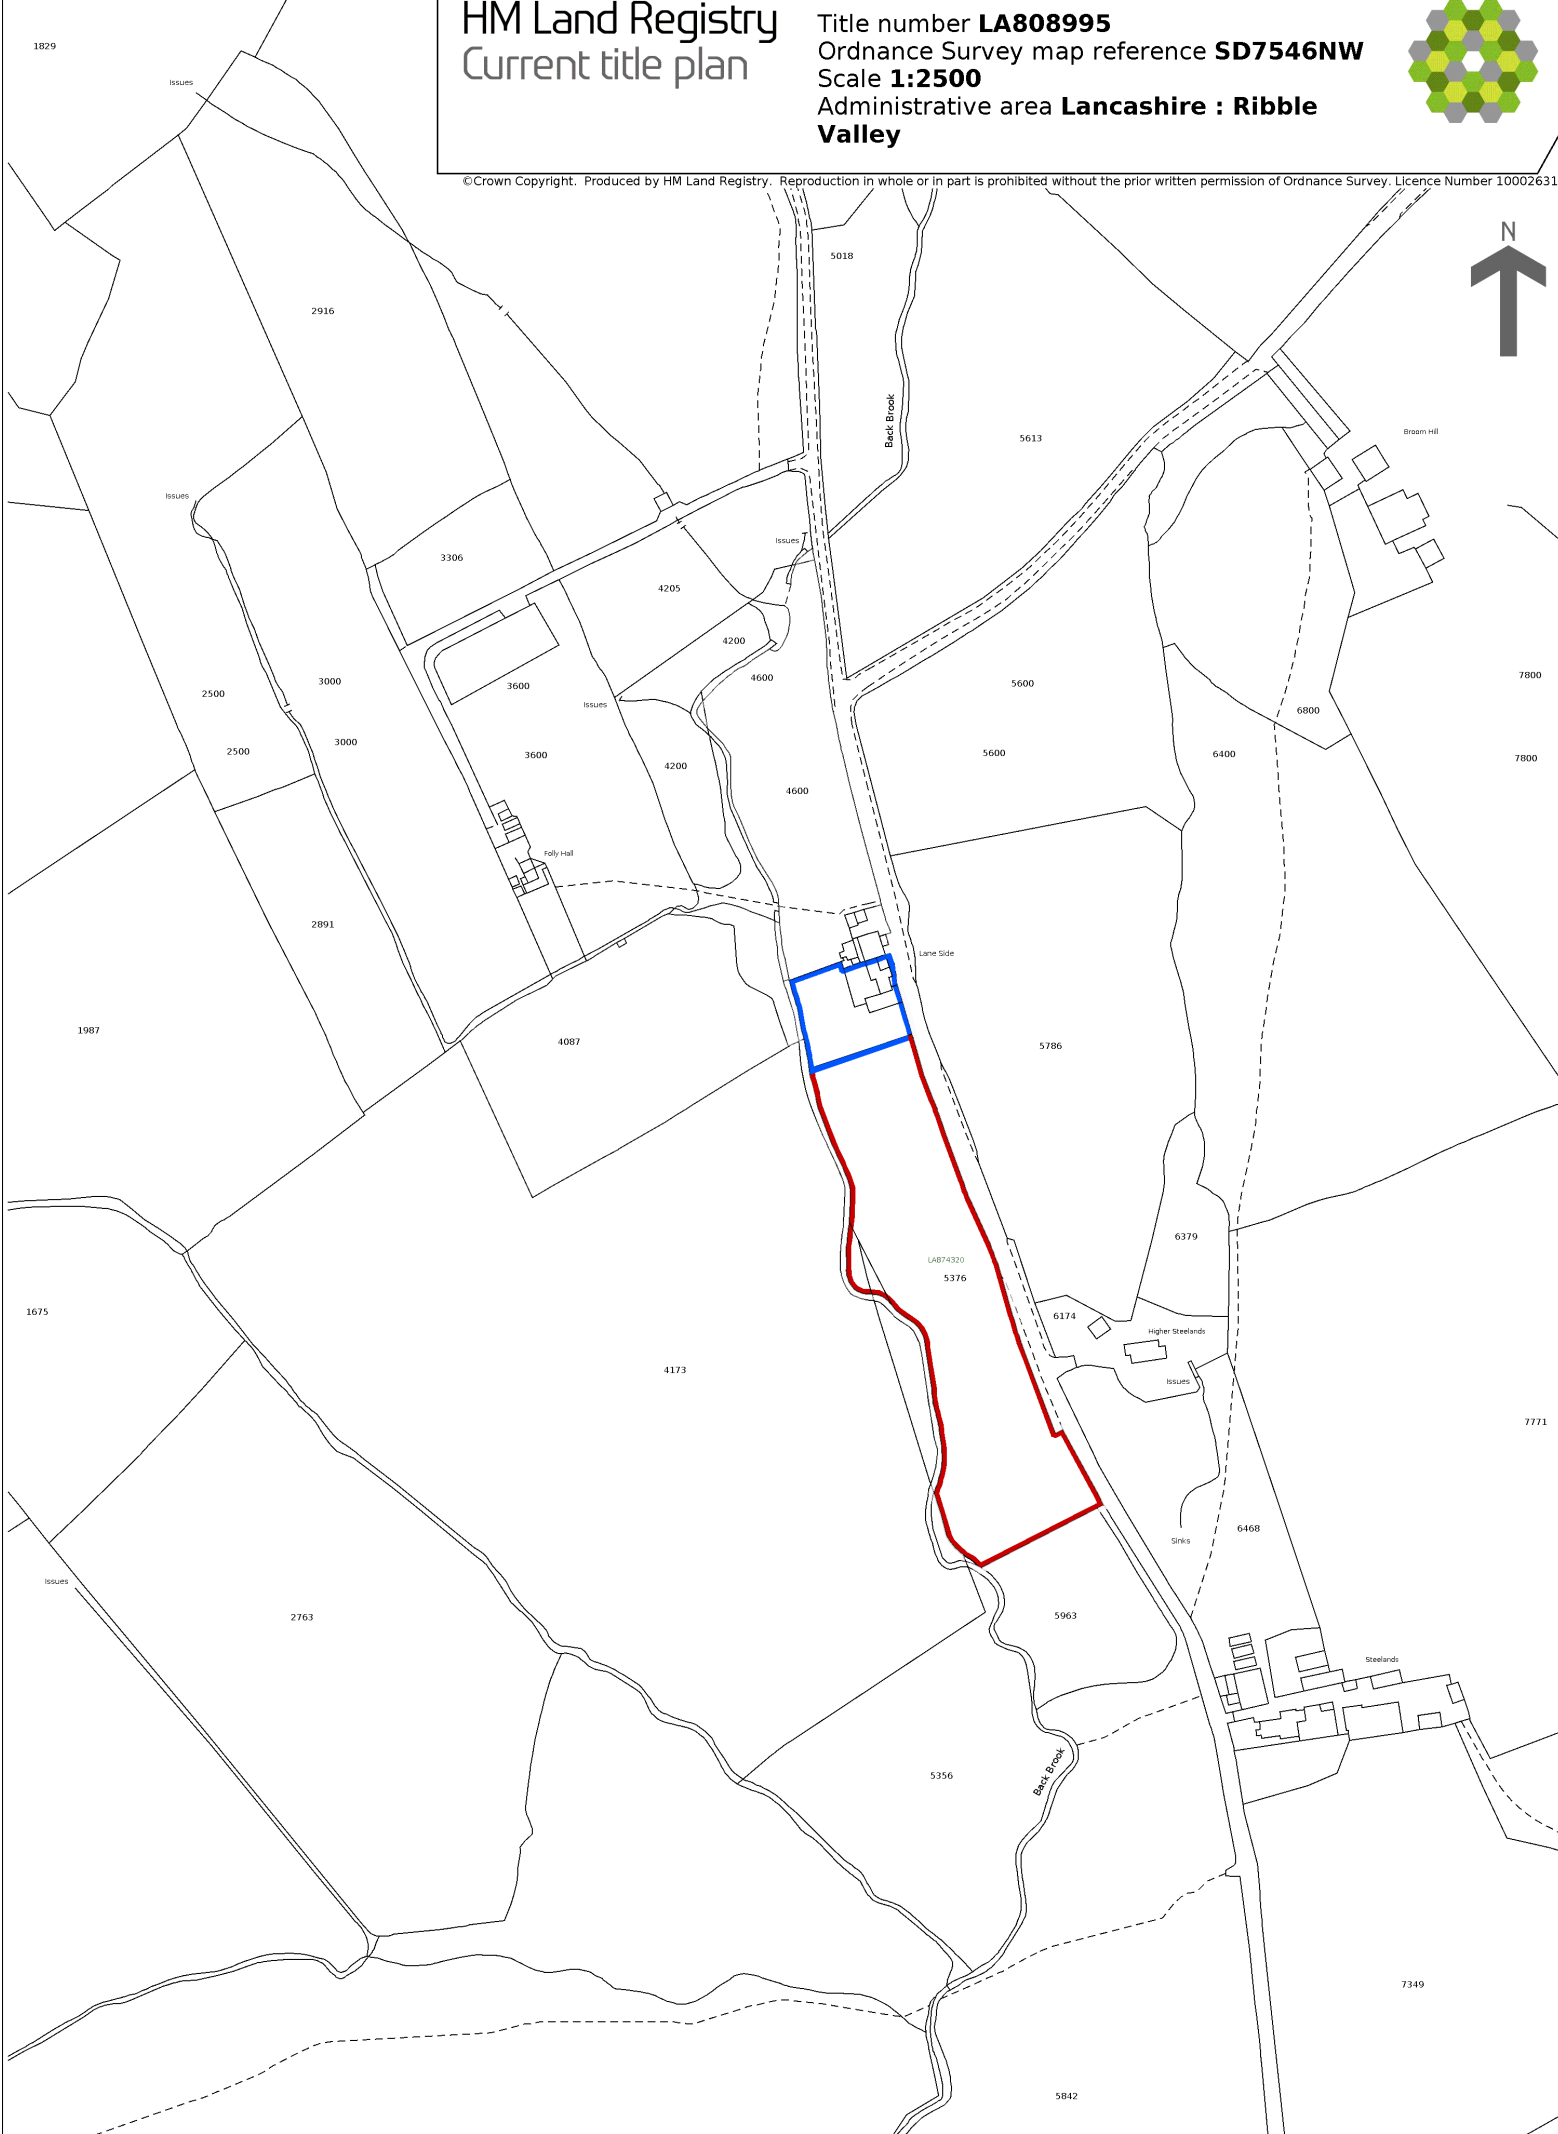 HM Land Registry
Current title plan
Title number LA808995
Ordnance Survey map reference SD7546NW
Scale 1:2500
Administrative area Lancashire : Ribble
Valley
©Crown Copyright. Produced by HM Land Registry. Reproduction in whole or in part is prohibited without the prior written permission of Ordnance Survey. Licence Number 10002631
1829
Issues
N
5018
2916
Back Brook
5613
Broom Hill
Issues
Issues
3306
4205
4200
4600
7800
3000
3600
5600
2500
Issues
6800
3000
2500
3600
4200
5600
6400
7800
4600
Folly Hall
2891
Lane Side
1987
4087
5786
6379
LA874320
5376
1675
6174
Higher Steelands
4173
Issues
7771
6468
Sinks
Issues
2763
5963
Steelands
5356
Back Brook
7349
5842